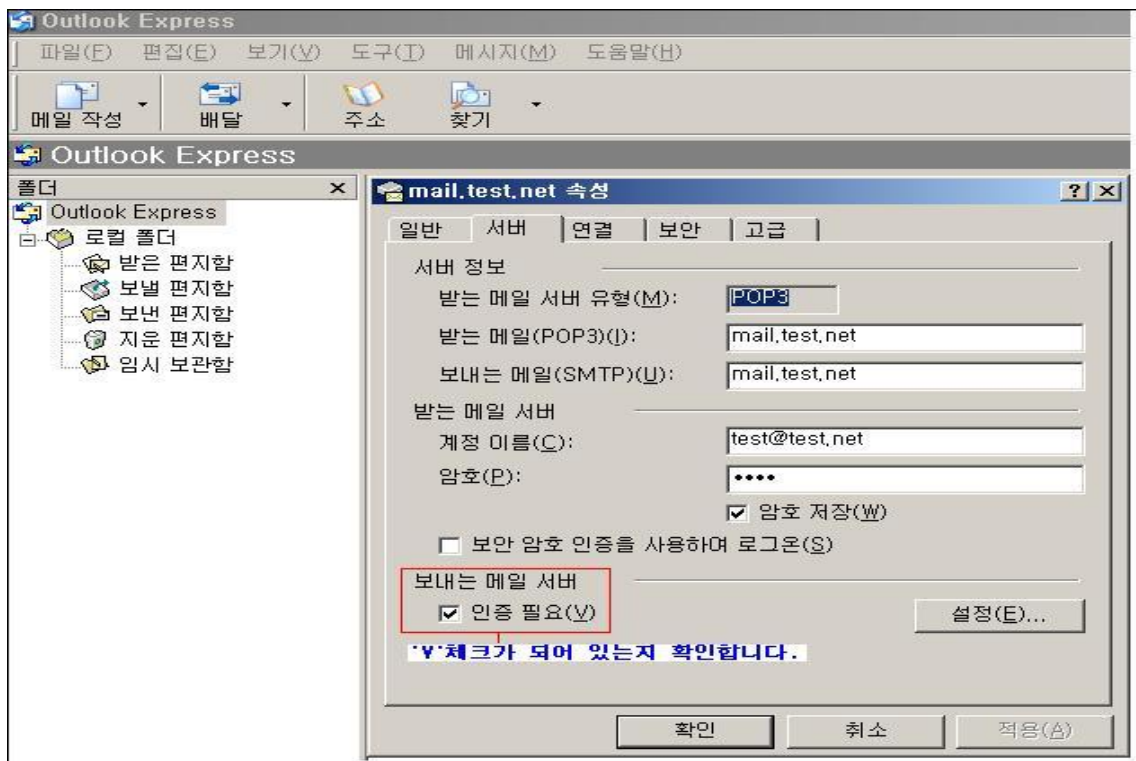 Outlook Express
파일(F) 편집(E) 보기(V) 도구(T) 메시지(M) 도움말(H)
메일 작성 배달 주소 찾기
Outlook Express
폴더
Outlook Express
로컬 폴더
받은 편지함
보낼 편지함
보낸 편지함
지운 편지함
임시 보관함
mail.test.net 속성
일반 서버 연결 보안 고급
서버 정보
받는 메일 서버 유형(M): POP3
받는 메일(POP3)(I): mail.test.net
보내는 메일(SMTP)(U): mail.test.net
받는 메일 서버
계정 이름(C): test@test.net
암호(P): ••••
암호 저장(W)
보안 암호 인증을 사용하여 로그온(S)
보내는 메일 서버
인증 필요(V) 설정(E)...
'V'체크가 되어 있는지 확인합니다.
확인 취소 적용(A)